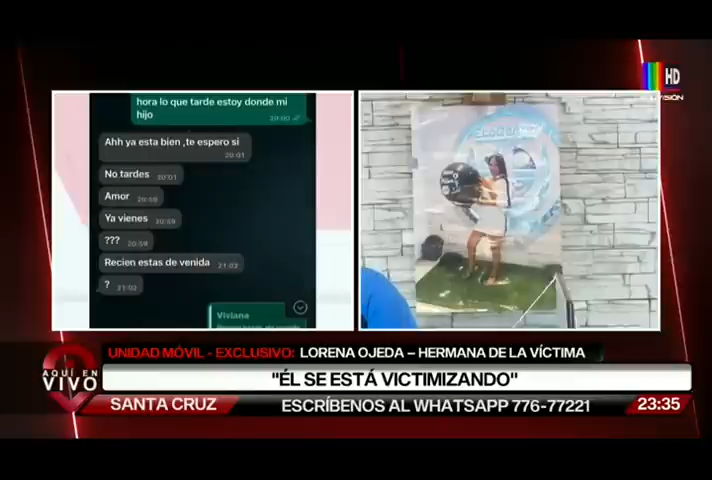 hora lo que tarde estoy donde mi
hijo
20:00
Ahh ya esta bien ,te espero si
20:01
No tardes 20:01
Amor 20:59
Ya vienes 20:59
??? 20:59
Recien estas de venida 21:02
? 21:02
Viviana
HD
UNIDAD MÓVIL - EXCLUSIVO: LORENA OJEDA – HERMANA DE LA VÍCTIMA
AQUÍ EN
VIVO
"ÉL SE ESTÁ VICTIMIZANDO"
SANTA CRUZ
ESCRÍBENOS AL WHATSAPP 776-77221
23:35